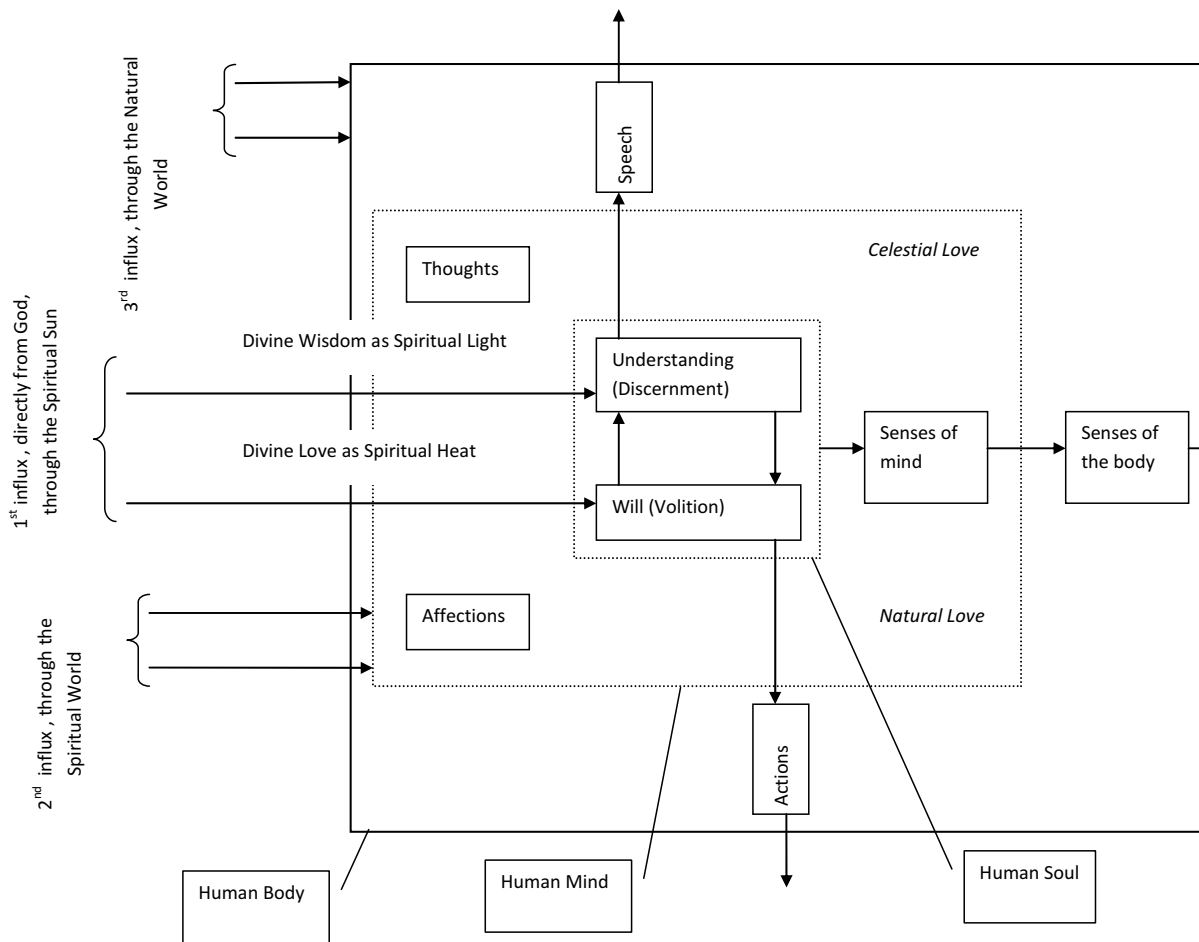 Speech
3rd influx , through the Natural
World
Celestial Love
Thoughts
Divine Wisdom as Spiritual Light
1st influx , directly from God,
through the Spiritual Sun
Understanding
(Discernment)
Divine Love as Spiritual Heat
Senses of
mind
Senses of
the body
Will (Volition)
Affections
Natural Love
2nd influx , through the
Spiritual World
Actions
Human Body
Human Mind
Human Soul